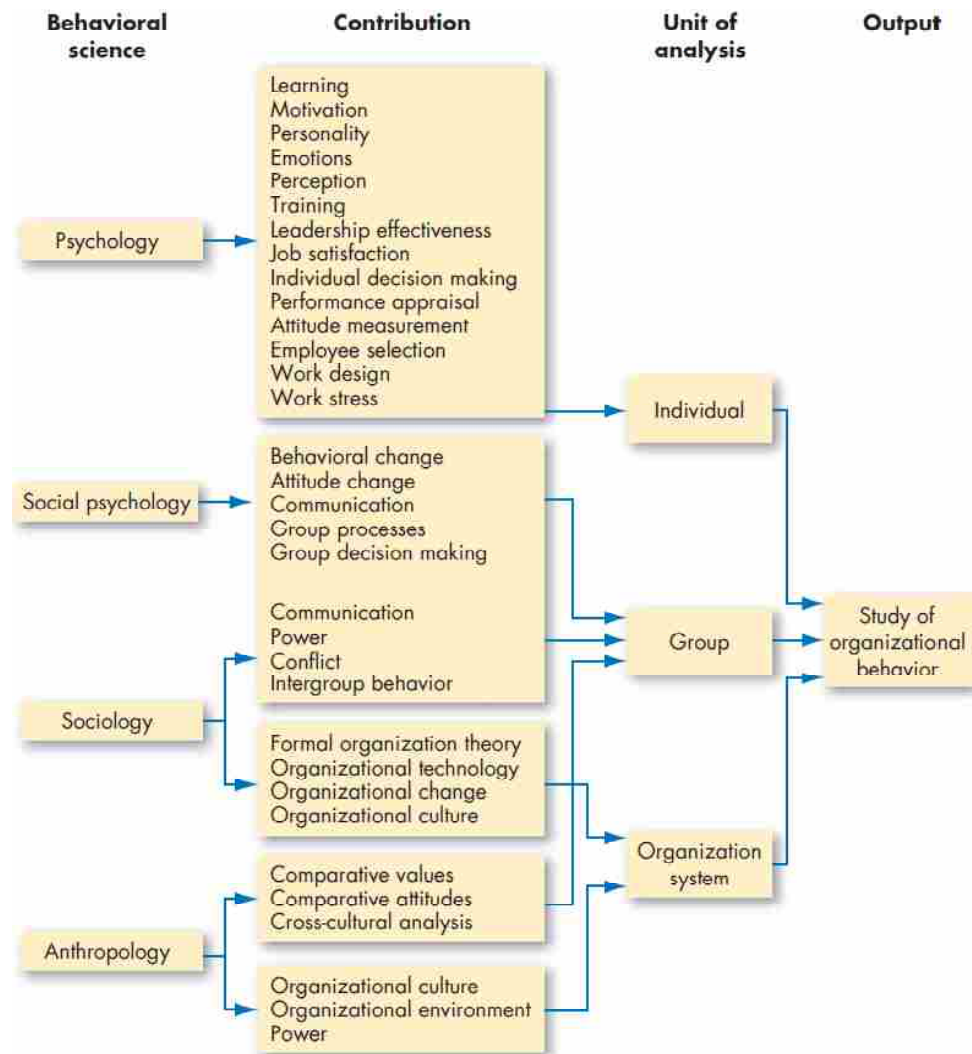 Behavioral
science
Contribution
Unit of
analysis
Output
Psychology
Learning
Motivation
Personality
Emotions
Perception
Training
Leadership effectiveness
Job satisfaction
Individual decision making
Performance appraisal
Attitude measurement
Employee selection
Work design
Work stress
Individual
Social psychology
Behavioral change
Attitude change
Communication
Group processes
Group decision making
Communication
Power
Conflict
Intergroup behavior
Group
Study of
organizational
behavior
Sociology
Formal organization theory
Organizational technology
Organizational change
Organizational culture
Organization
system
Anthropology
Comparative values
Comparative attitudes
Cross-cultural analysis
Organizational culture
Organizational environment
Power